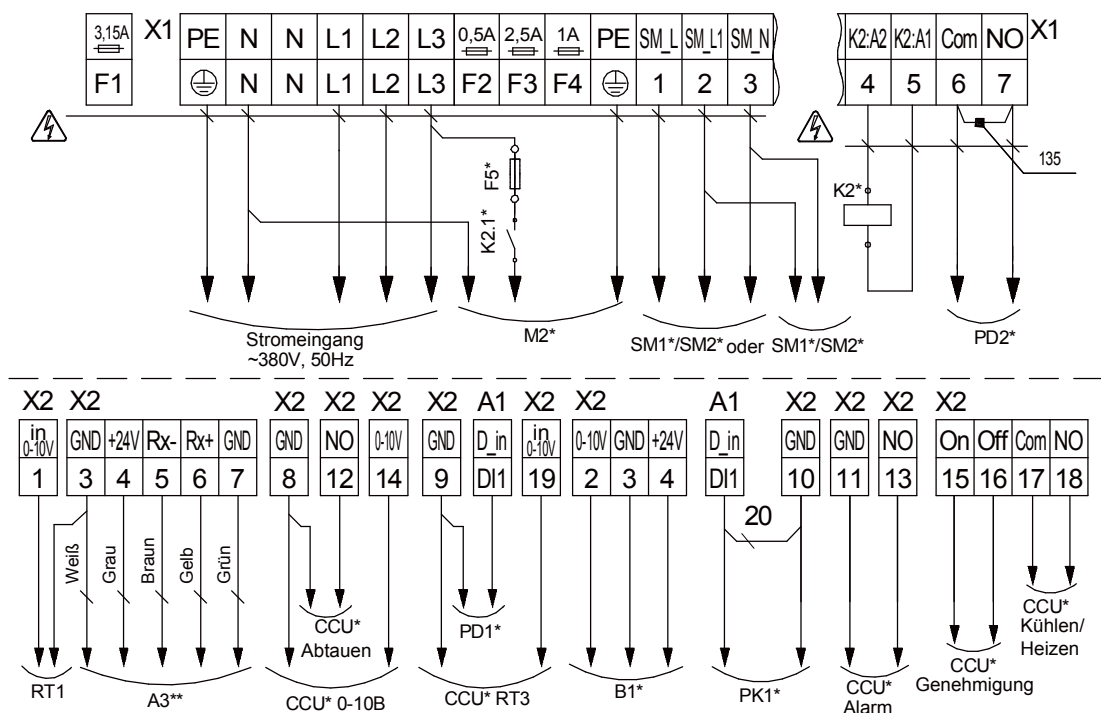 3,15A X1 PE N N L1 L2 L3 0,5A 2,5A 1A PE SM_L SM_L1 SM_N K2:A2 K2:A1 Com NO X1
F1 N N L1 L2 L3 F2 F3 F4 1 2 3 4 5 6 7
135
F5*
K2*
K2.1*
Stromeingang
~380V, 50Hz
M2*
SM1*/SM2* oder SM1*/SM2*
PD2*
X2 X2 X2 X2 X2 X2 A1 X2 X2 A1 X2 X2 X2 X2
in 0-10V GND +24V Rx- Rx+ GND GND NO 0-10V GND D_in in 0-10V 0-10V GND +24V D_in GND GND NO On Off Com NO
1 3 4 5 6 7 8 12 14 9 DI1 19 2 3 4 DI1 10 11 13 15 16 17 18
20
Weiß
Grau
Braun
Gelb
Grün
CCU*
Abtauen
PD1*
CCU*
Kühlen/
Heizen
RT1
A3**
CCU* 0-10B
CCU* RT3
B1*
PK1*
CCU*
Alarm
CCU*
Genehmigung